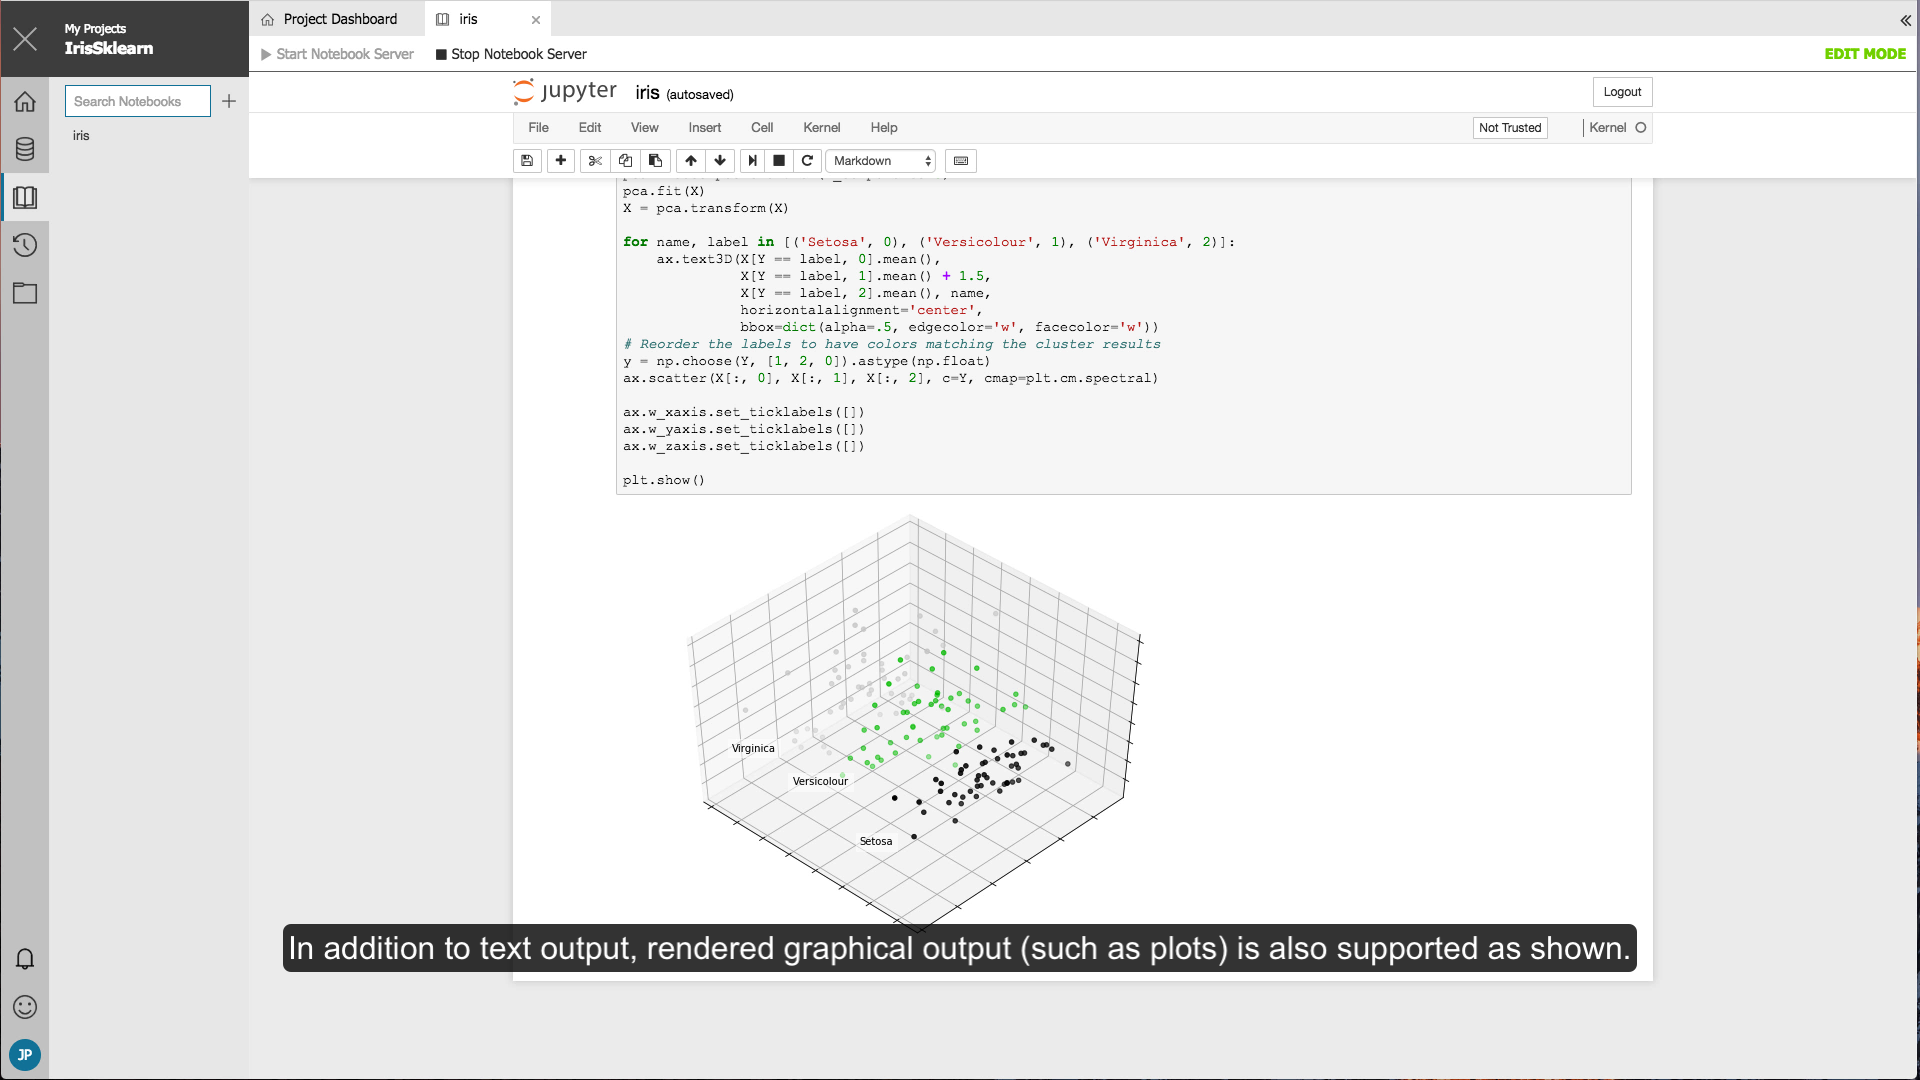 My Projects
IrisSklearn
Project Dashboard
iris
Start Notebook Server
Stop Notebook Server
EDIT MODE
Search Notebooks
iris
jupyter
iris (autosaved)
Logout
File Edit View Insert Cell Kernel Help
Not Trusted
Kernel
Markdown
pca.fit(X)
X = pca.transform(X)
for name, label in [('Setosa', 0), ('Versicolour', 1), ('Virginica', 2)]:
    ax.text3D(X[Y == label, 0].mean(),
              X[Y == label, 1].mean() + 1.5,
              X[Y == label, 2].mean(), name,
              horizontalalignment='center',
              bbox=dict(alpha=.5, edgecolor='w', facecolor='w'))
# Reorder the labels to have colors matching the cluster results
y = np.choose(Y, [1, 2, 0]).astype(np.float)
ax.scatter(X[:, 0], X[:, 1], X[:, 2], c=Y, cmap=plt.cm.spectral)
ax.w_xaxis.set_ticklabels([])
ax.w_yaxis.set_ticklabels([])
ax.w_zaxis.set_ticklabels([])
plt.show()
Virginica
Versicolour
Setosa
In addition to text output, rendered graphical output (such as plots) is also supported as shown.
JP